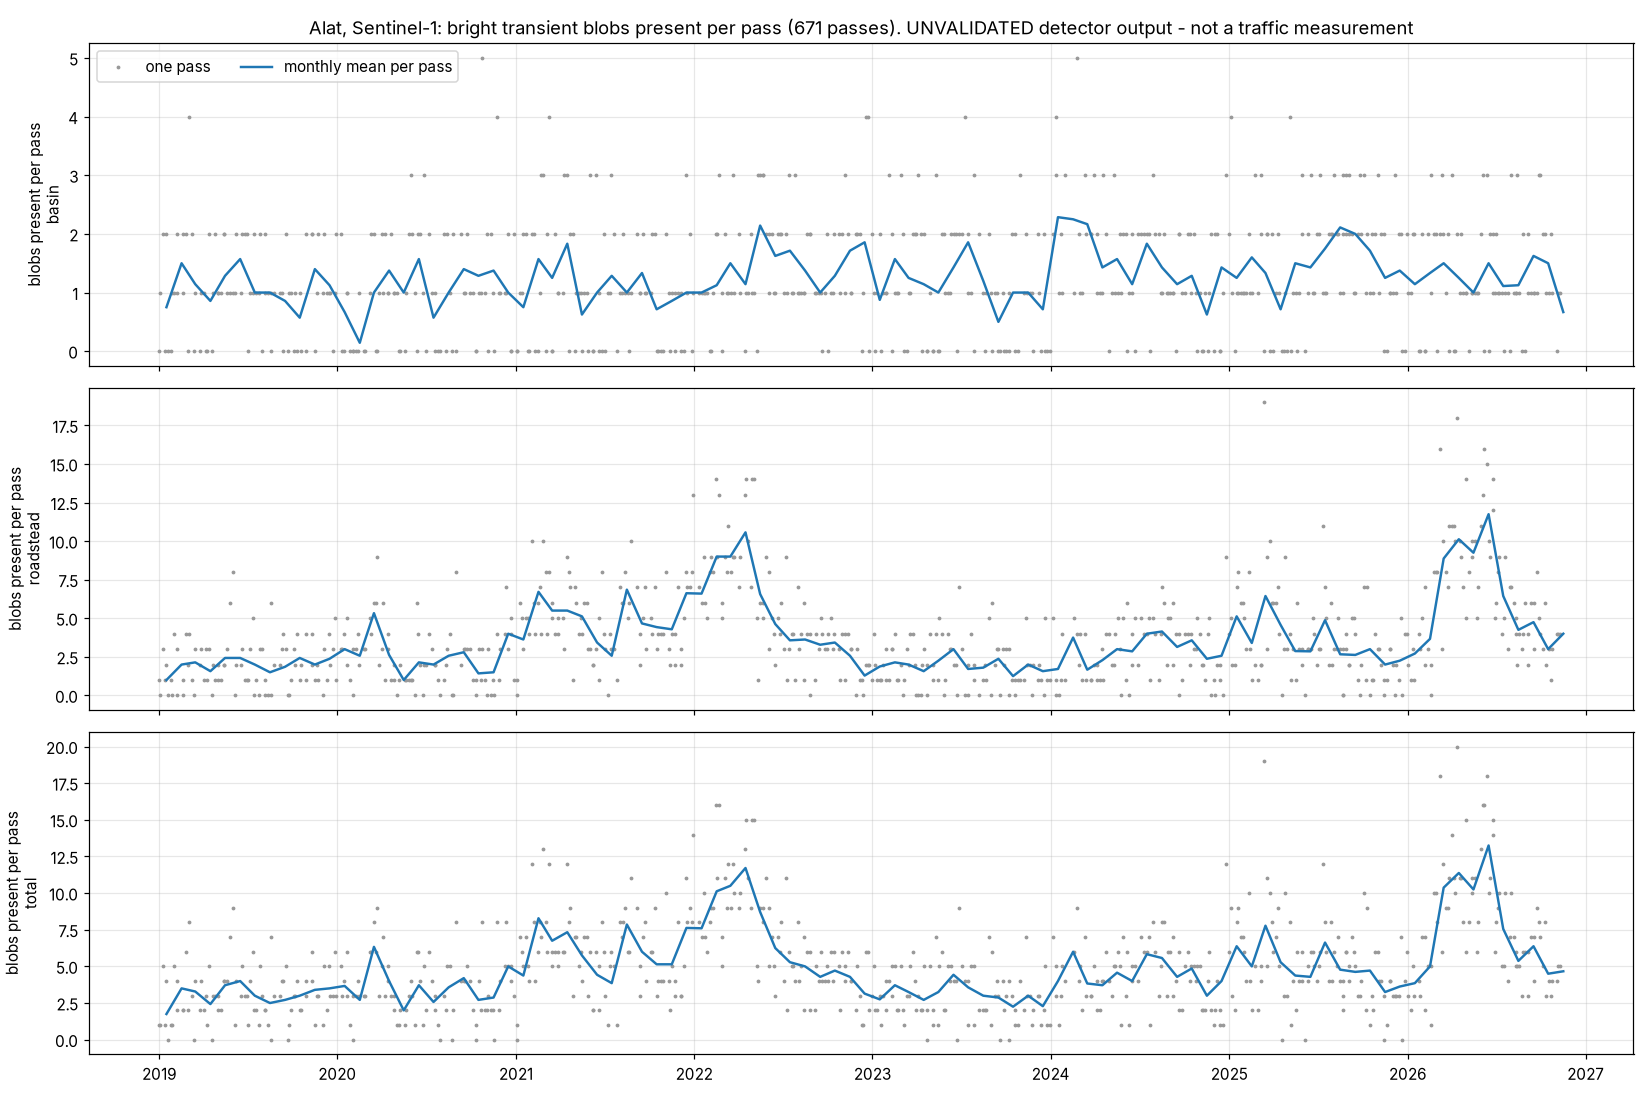 Alat, Sentinel-1: bright transient blobs present per pass (671 passes). UNVALIDATED detector output - not a traffic measurement
one pass
monthly mean per pass
blobs present per pass
basin
5
4
3
2
1
0
blobs present per pass
roadstead
17.5
15.0
12.5
10.0
7.5
5.0
2.5
0.0
blobs present per pass
total
20.0
17.5
15.0
12.5
10.0
7.5
5.0
2.5
0.0
2019 2020 2021 2022 2023 2024 2025 2026 2027